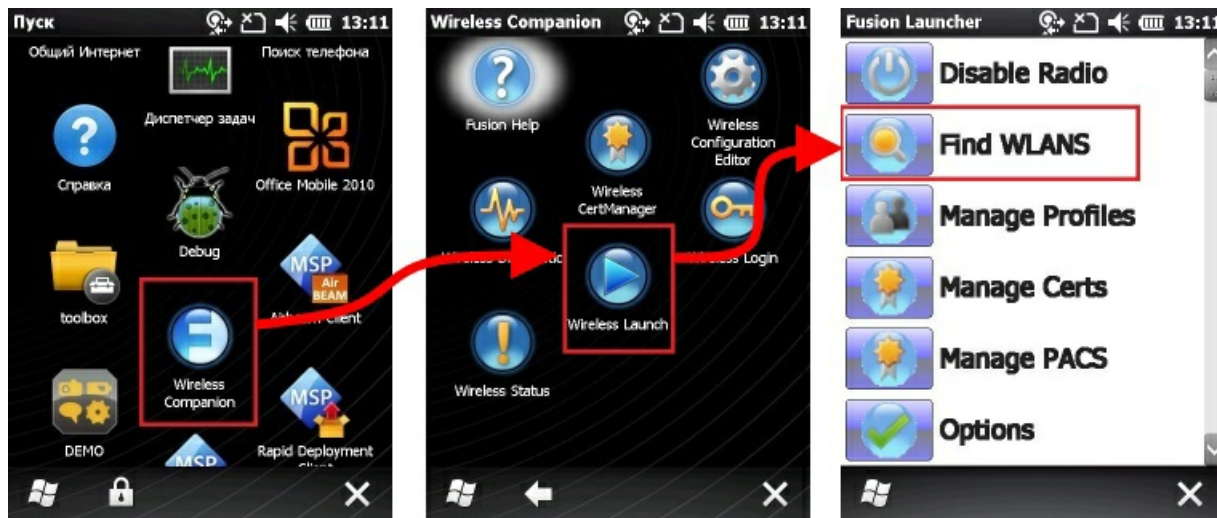 Пуск
13:11
Общий Интернет
Поиск телефона
Диспетчер задач
Справка
Office Mobile 2010
Debug
MSP
Air
BEAM
toolbox
Client
Wireless
Companion
MSP
DEMO
MSP
Rapid Deployment
Wireless Companion
13:11
Fusion Help
Wireless
Configuration
Editor
Wireless
CertManager
Wireless Login
Wireless Launch
Wireless Status
Fusion Launcher
13:11
Disable Radio
Find WLANS
Manage Profiles
Manage Certs
Manage PACS
Options